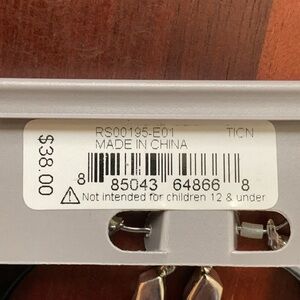 $38.00
RS00195-E01 TICN
MADE IN CHINA
8 85043 64866 8
Not intended for children 12 & under